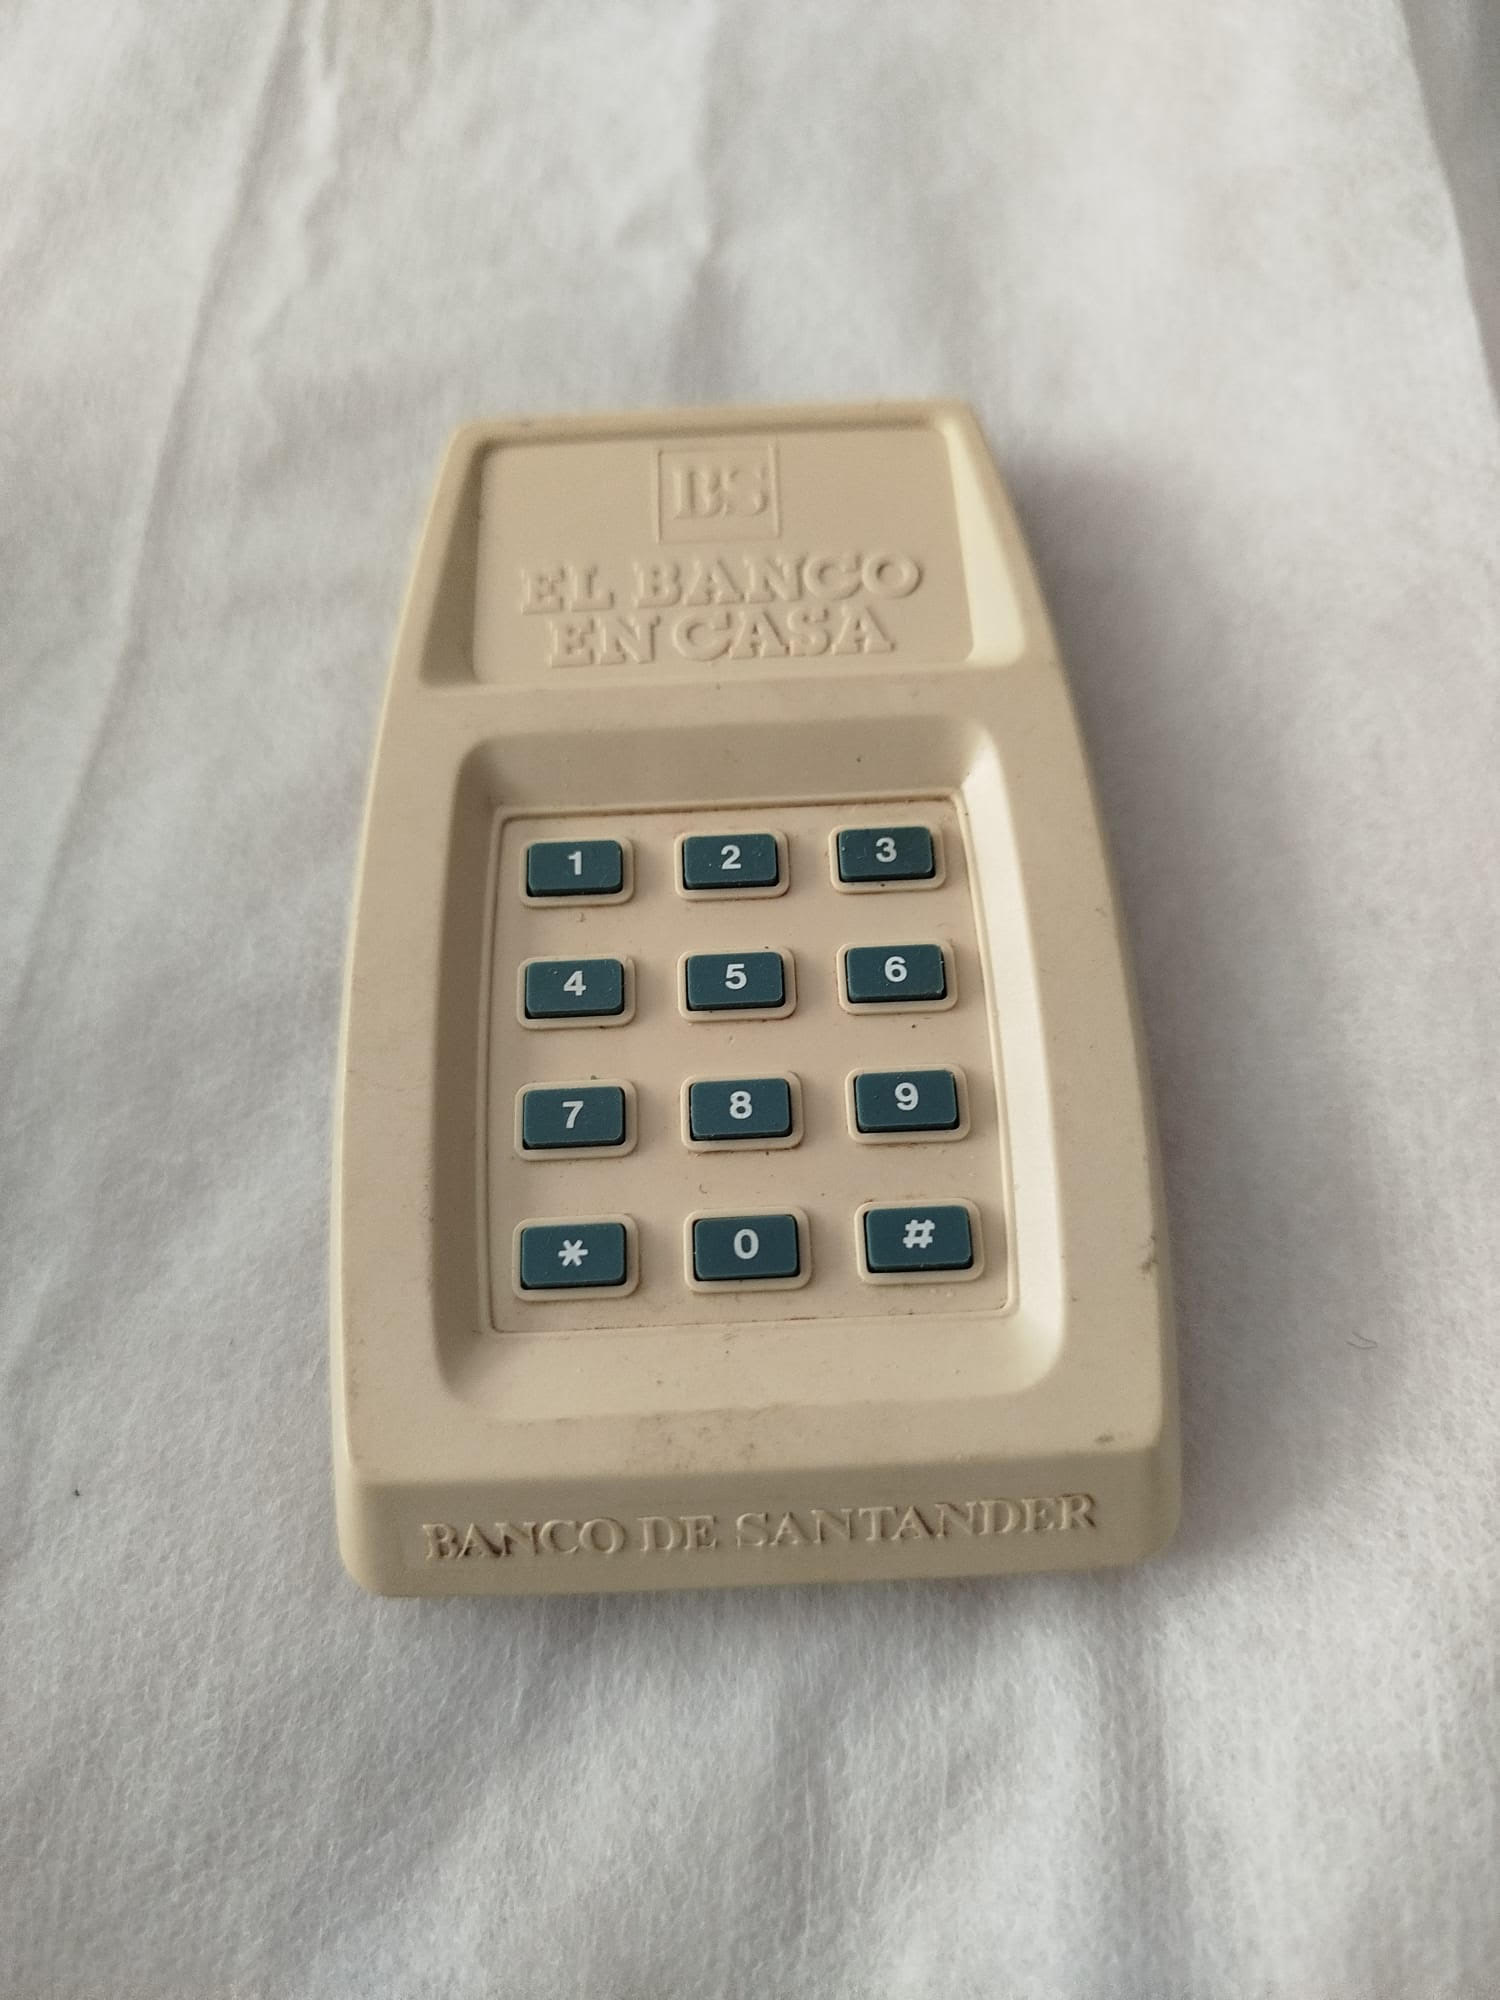 BS
EL BANCO
EN CASA
1 2 3
4 5 6
7 8 9
* 0 #
BANCO DE SANTANDER